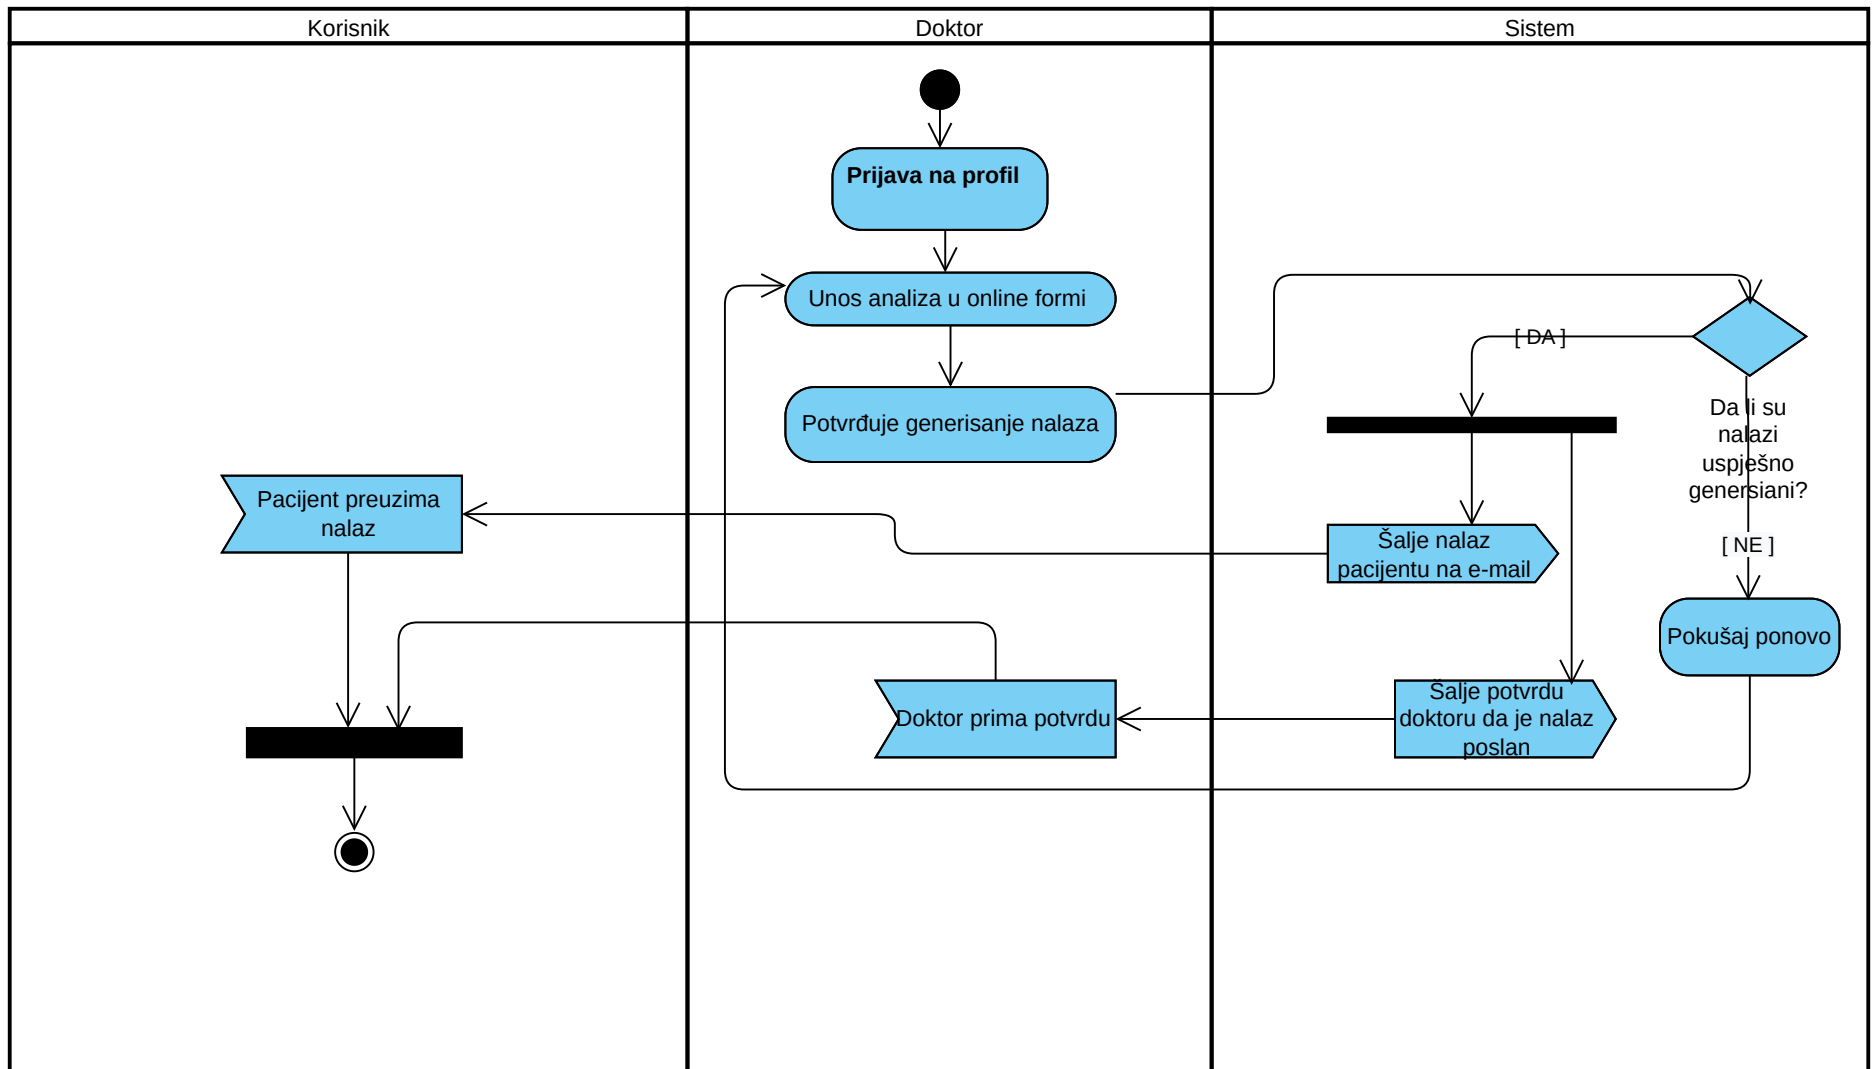 Korisnik
Doktor
Sistem
Prijava na profil
Unos analiza u online formi
[ DA ]
Potvrđuje generisanje nalaza
Da li su
nalazi
uspješno
genersiani?
Pacijent preuzima
nalaz
Šalje nalaz
pacijentu na e-mail
[ NE ]
Pokušaj ponovo
Doktor prima potvrdu
Šalje potvrdu
doktoru da je nalaz
poslan